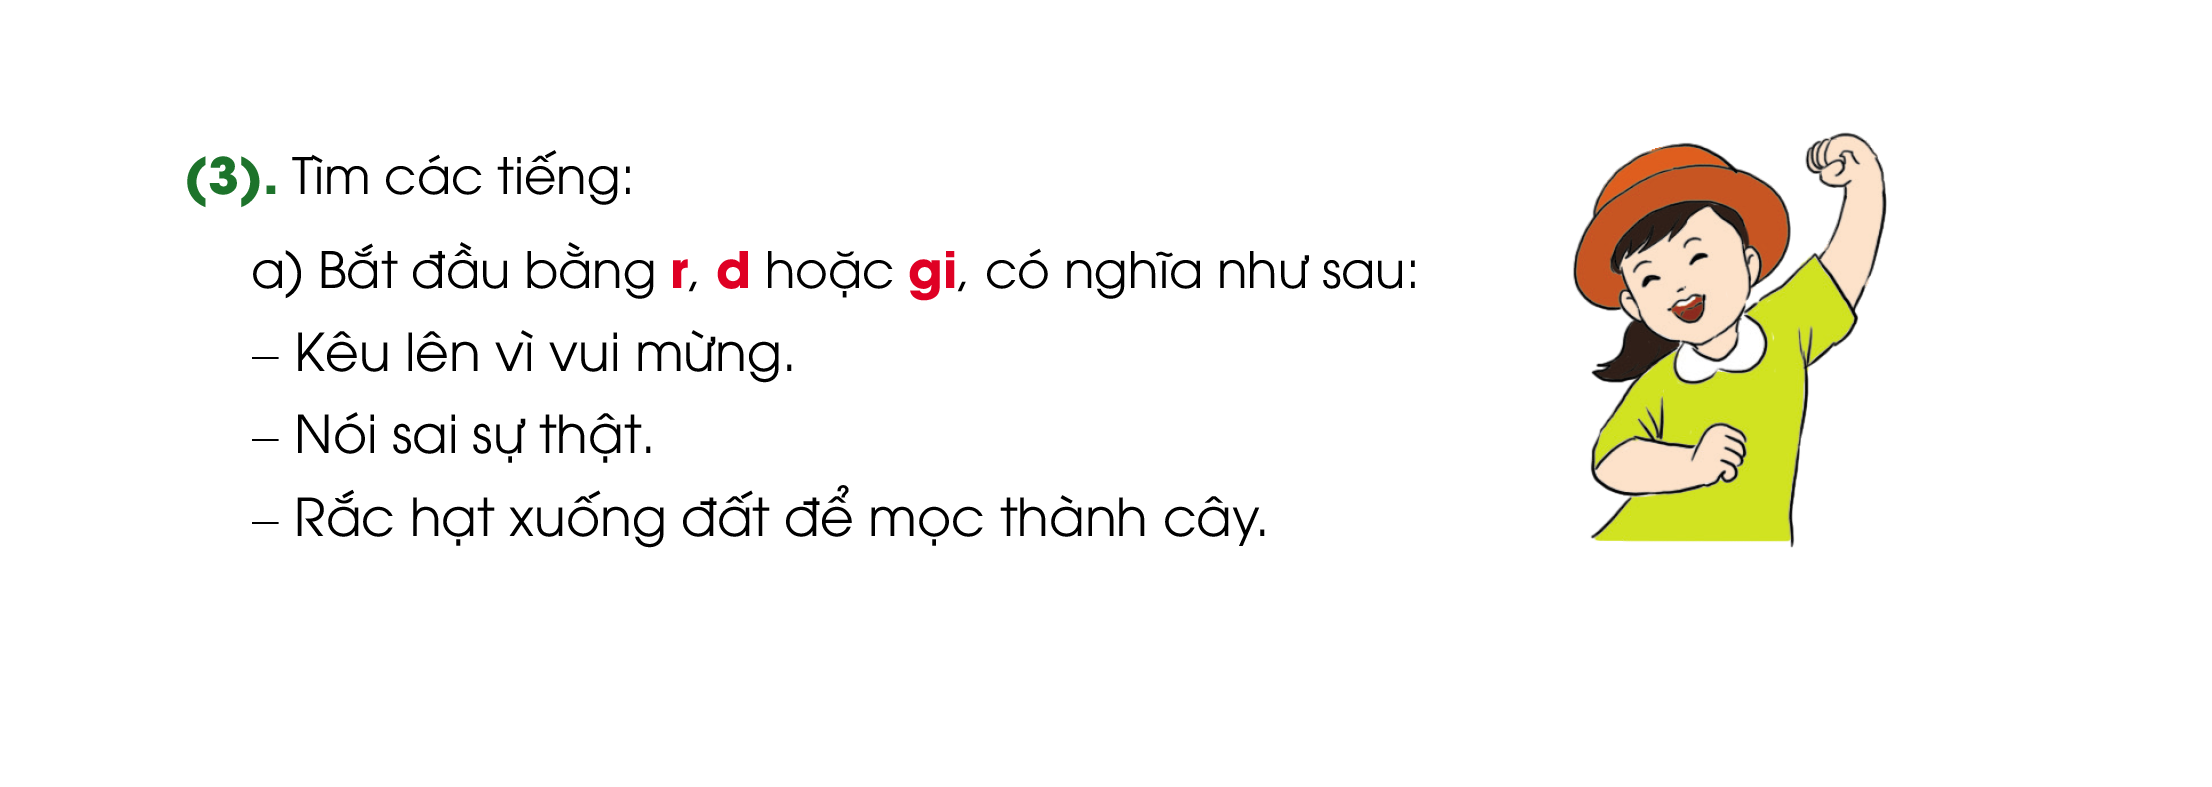 (3). Tìm các tiếng:
a) Bắt đầu bằng r, d hoặc gi, có nghĩa như sau:
– Kêu lên vì vui mừng.
– Nói sai sự thật.
– Rắc hạt xuống đất để mọc thành cây.